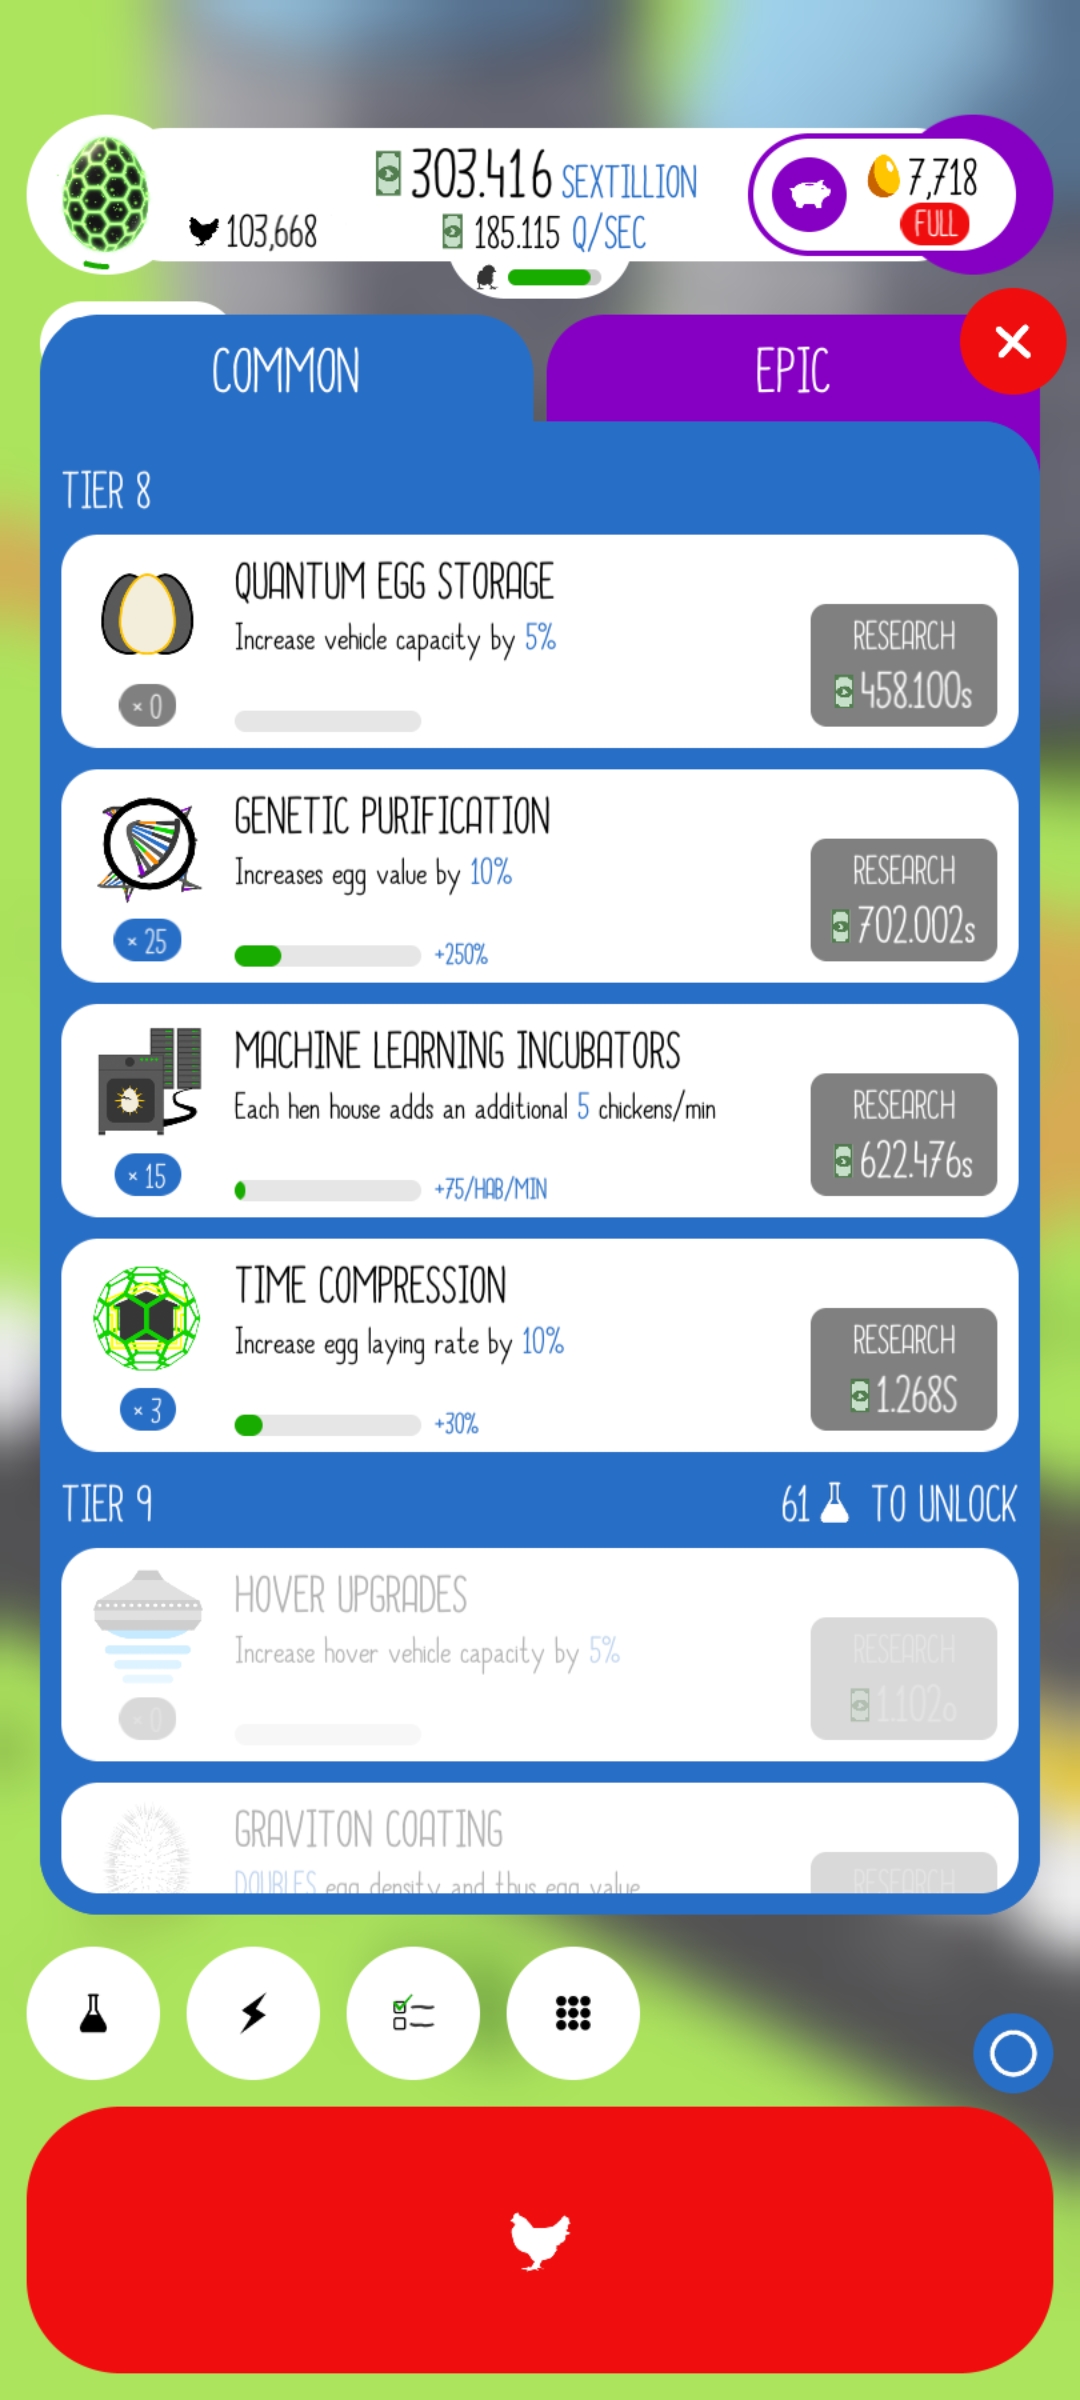 303.416 SEXTILLION
103,668
185.115 Q/SEC
7,718
FULL
COMMON
EPIC
TIER 8
QUANTUM EGG STORAGE
Increase vehicle capacity by 5%
× 0
RESEARCH
458.100s
GENETIC PURIFICATION
Increases egg value by 10%
× 25
+250%
RESEARCH
702.002s
MACHINE LEARNING INCUBATORS
Each hen house adds an additional 5 chickens/min
× 15
+75/HAB/MIN
RESEARCH
622.476s
TIME COMPRESSION
Increase egg laying rate by 10%
× 3
+30%
RESEARCH
1.268S
TIER 9
61 TO UNLOCK
HOVER UPGRADES
Increase hover vehicle capacity by 5%
× 0
RESEARCH
1.102o
GRAVITON COATING
DOUBLES egg density and thus egg value
RESEARCH